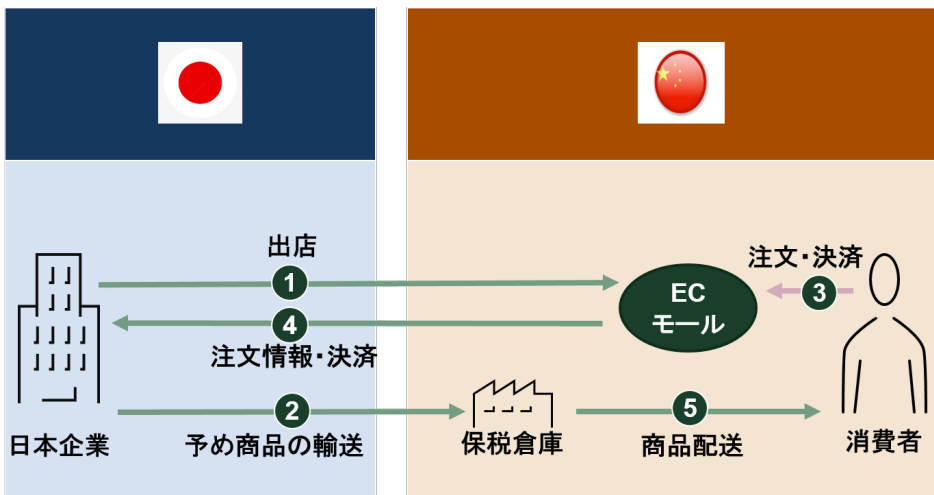 出店
1
注文・決済
3
EC
モール
4
注文情報・決済
2
5
日本企業
予め商品の輸送
保税倉庫
商品配送
消費者